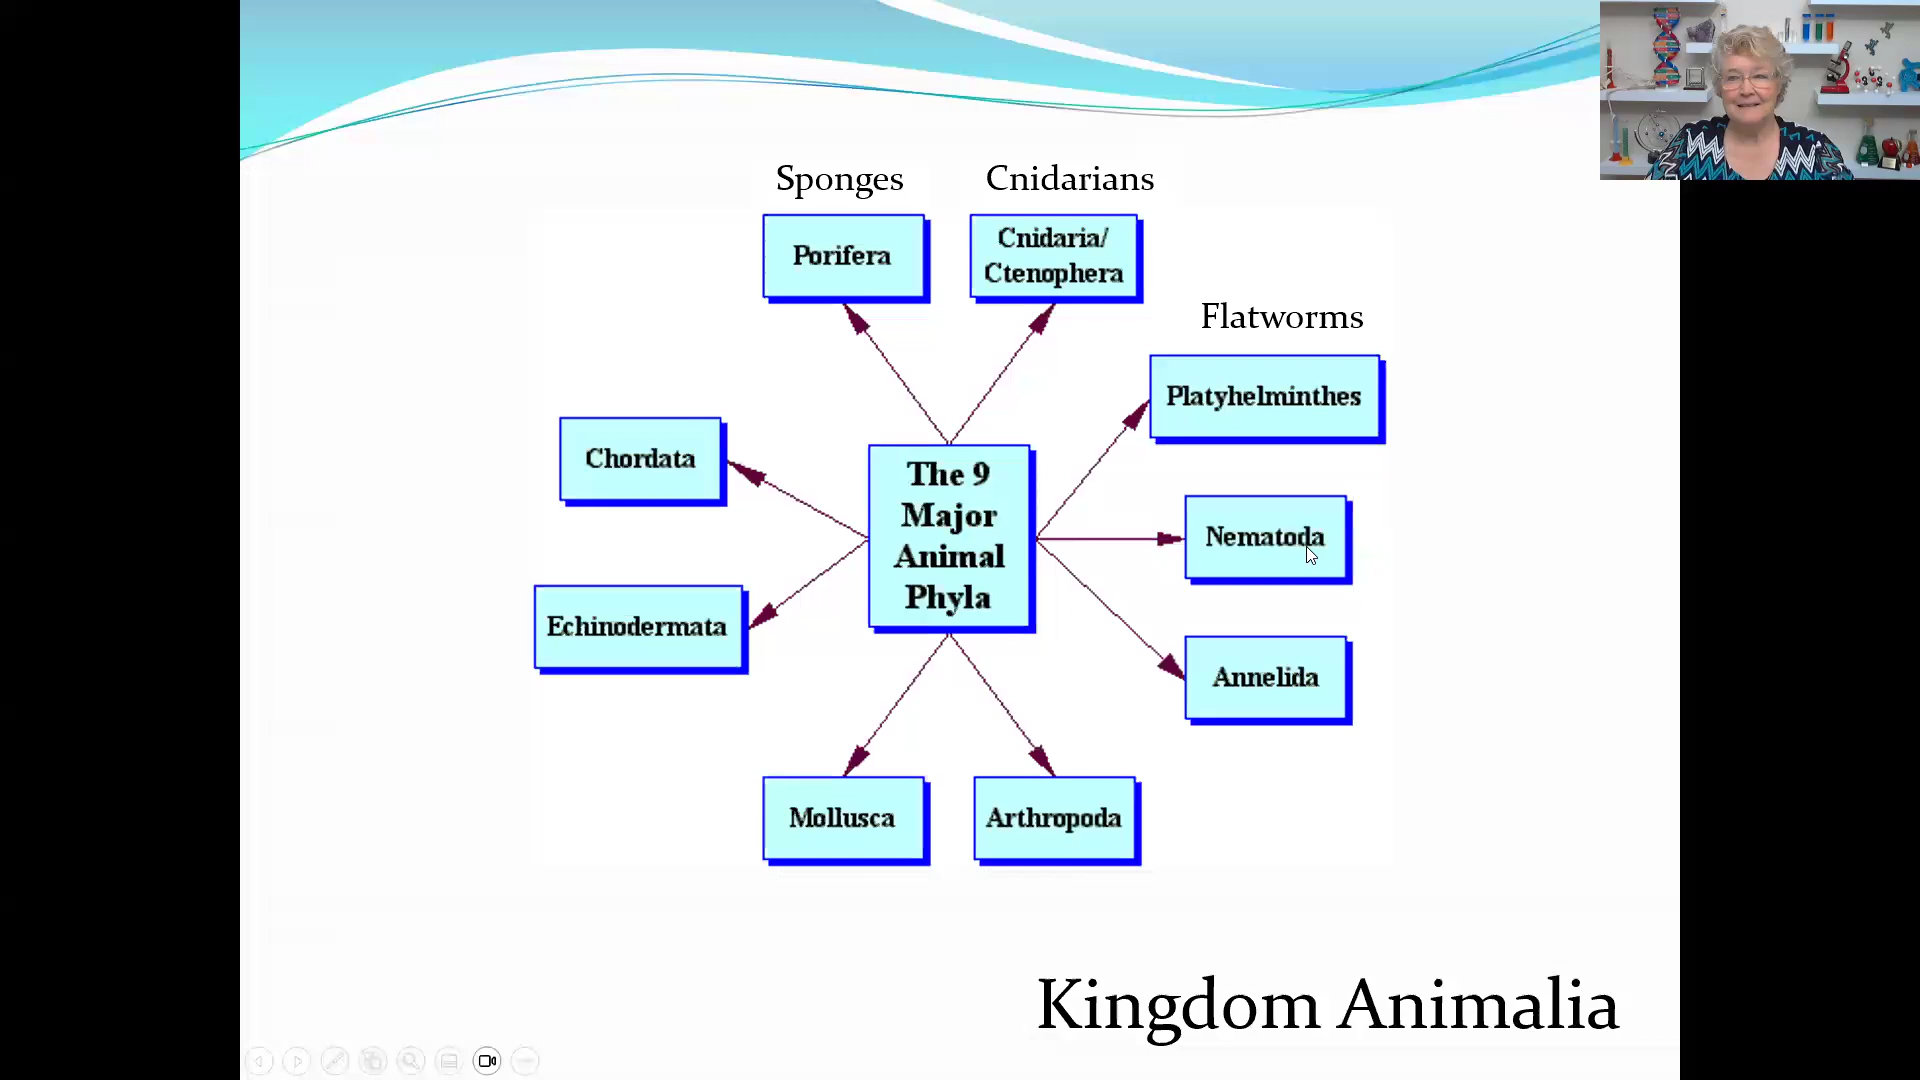 Sponges
Cnidarians
Porifera
Cnidaria/
Ctenophera
Flatworms
Platyhelminthes
Chordata
The 9
Major
Animal
Phyla
Nematoda
Echinodermata
Annelida
Mollusca
Arthropoda
Kingdom Animalia